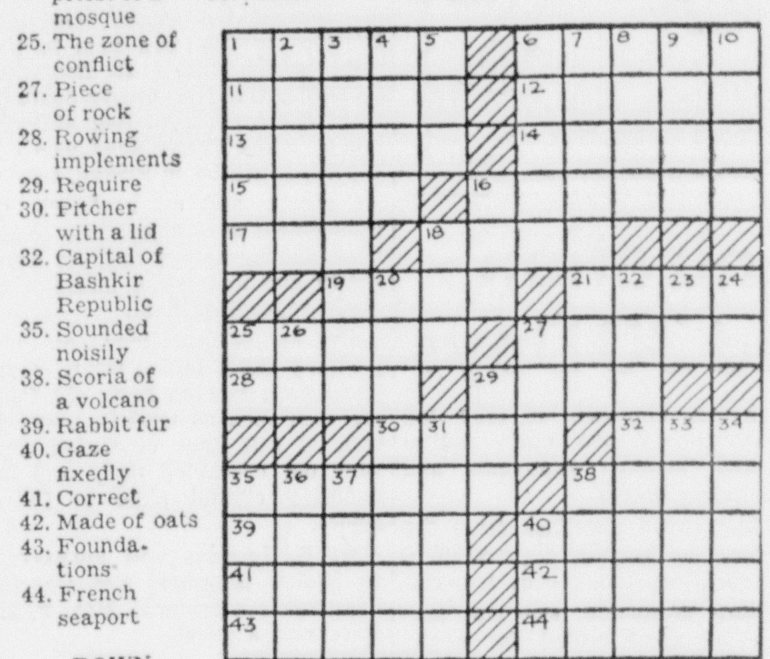 mosque
25. The zone of
conflict
27. Piece
of rock
28. Rowing
implements
29. Require
30. Pitcher
with a lid
32. Capital of
Bashkir
Republic
35. Sounded
noisily
38. Scoria of
a volcano
39. Rabbit fur
40. Gaze
fixedly
41. Correct
42. Made of oats
43. Founda-
tions
44. French
seaport
1 2 3 4 5 6 7 8 9 10
11 12
13 14
15 16
17 18
19 20 21 22 23 24
25 26 27
28 29
30 31 32 33 34
35 36 37 38
39 40
41 42
43 44